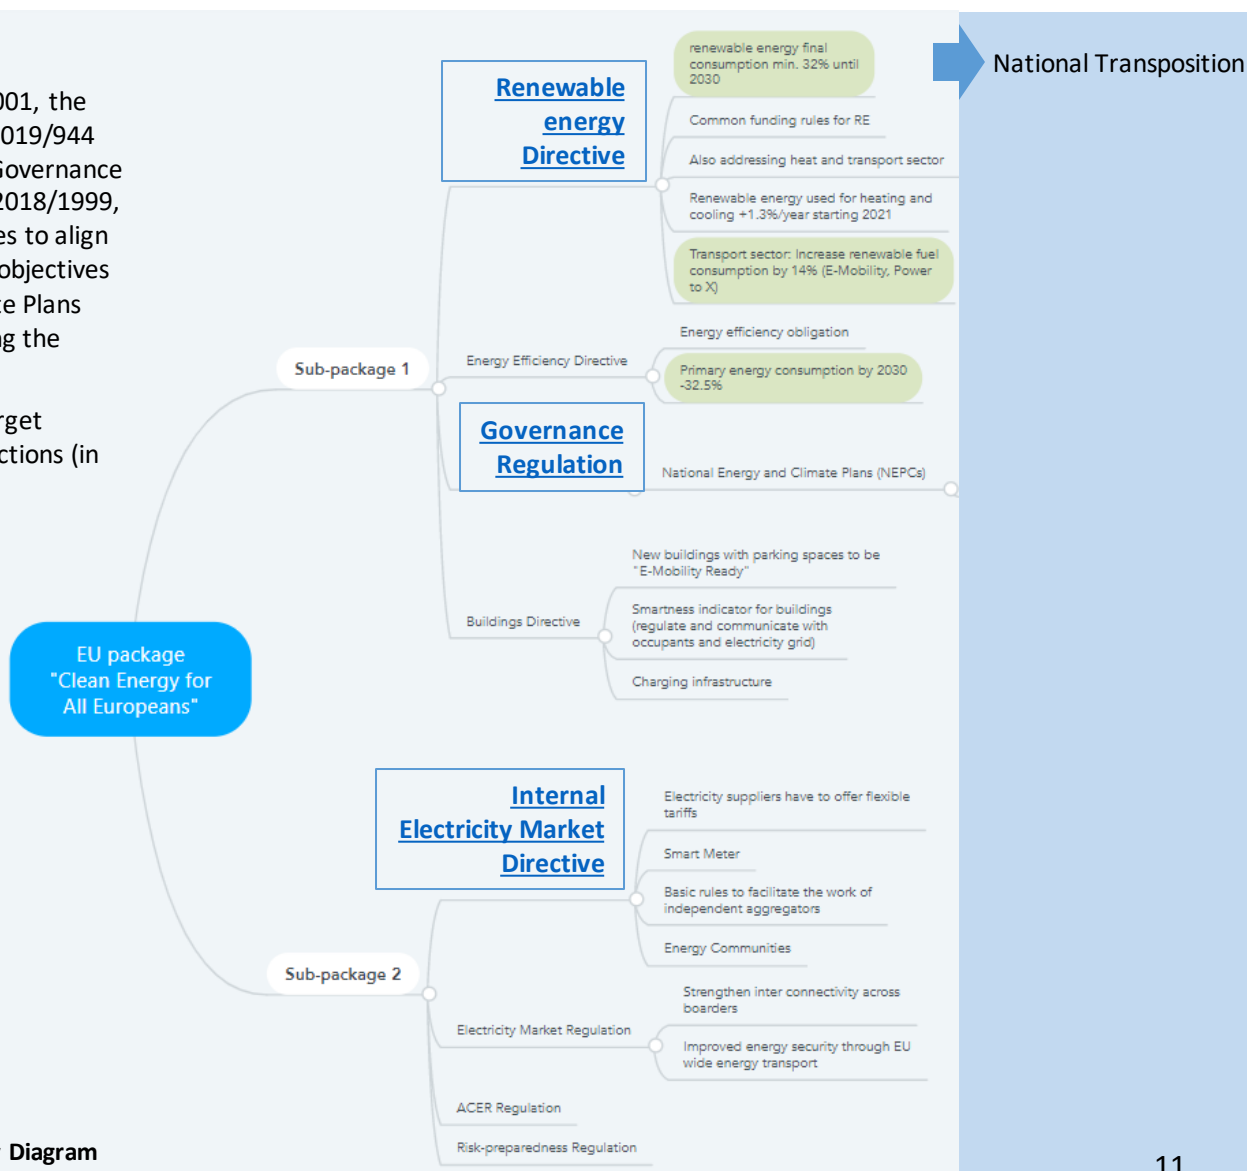 001, the
2019/944
Governance
2018/1999,
es to align
objectives
te Plans
ng the
rget
ctions (in
EU package
"Clean Energy for
All Europeans"
Sub-package 1
Renewable
energy
Directive
renewable energy final
consumption min. 32% until
2030
Common funding rules for RE
Also addressing heat and transport sector
Renewable energy used for heating and
cooling +1.3%/year starting 2021
Transport sector: Increase renewable fuel
consumption by 14% (E-Mobility, Power
to X)
Energy Efficiency Directive
Energy efficiency obligation
Primary energy consumption by 2030
-32.5%
Governance
Regulation
National Energy and Climate Plans (NEPCs)
Buildings Directive
New buildings with parking spaces to be
"E-Mobility Ready"
Smartness indicator for buildings
(regulate and communicate with
occupants and electricity grid)
Charging infrastructure
Sub-package 2
Internal
Electricity Market
Directive
Electricity suppliers have to offer flexible
tariffs
Smart Meter
Basic rules to facilitate the work of
independent aggregators
Energy Communities
Electricity Market Regulation
Strengthen inter connectivity across
boarders
Improved energy security through EU
wide energy transport
ACER Regulation
Risk-preparedness Regulation
National Transposition
Diagram
11